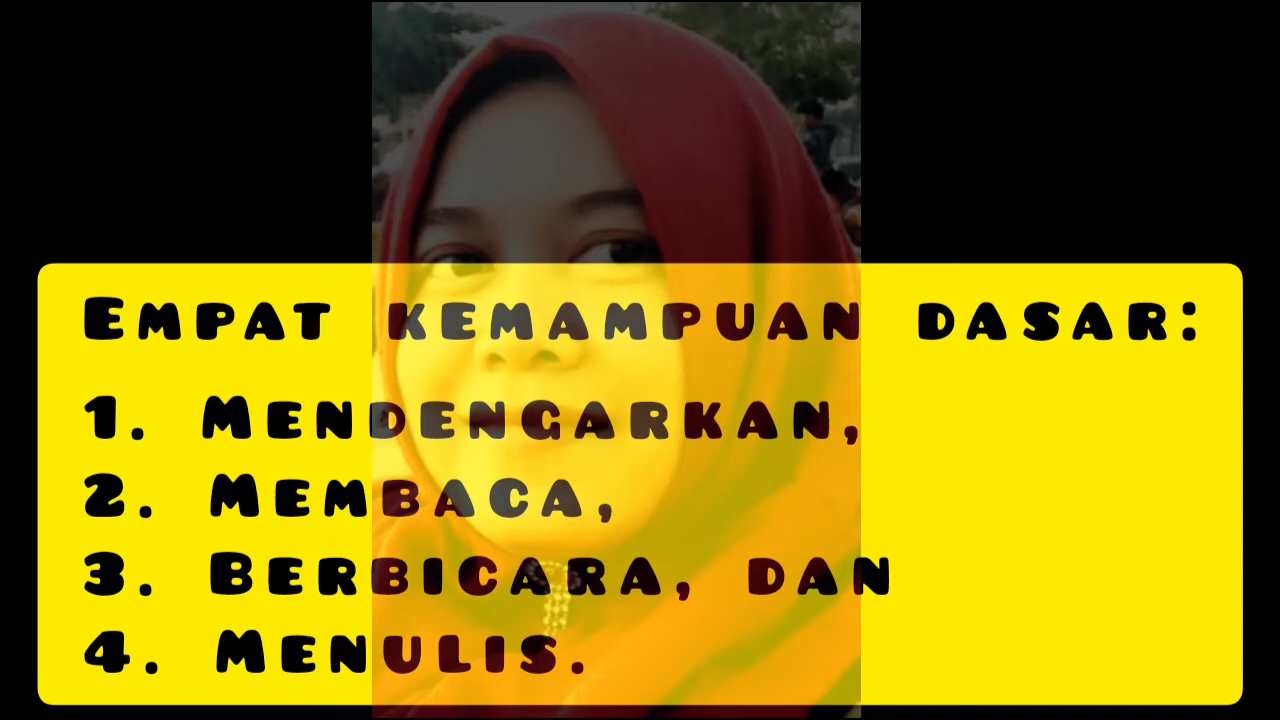 Empat kemampuan dasar:
1. Mendengarkan,
2. Membaca,
3. Berbicara, dan
4. Menulis.